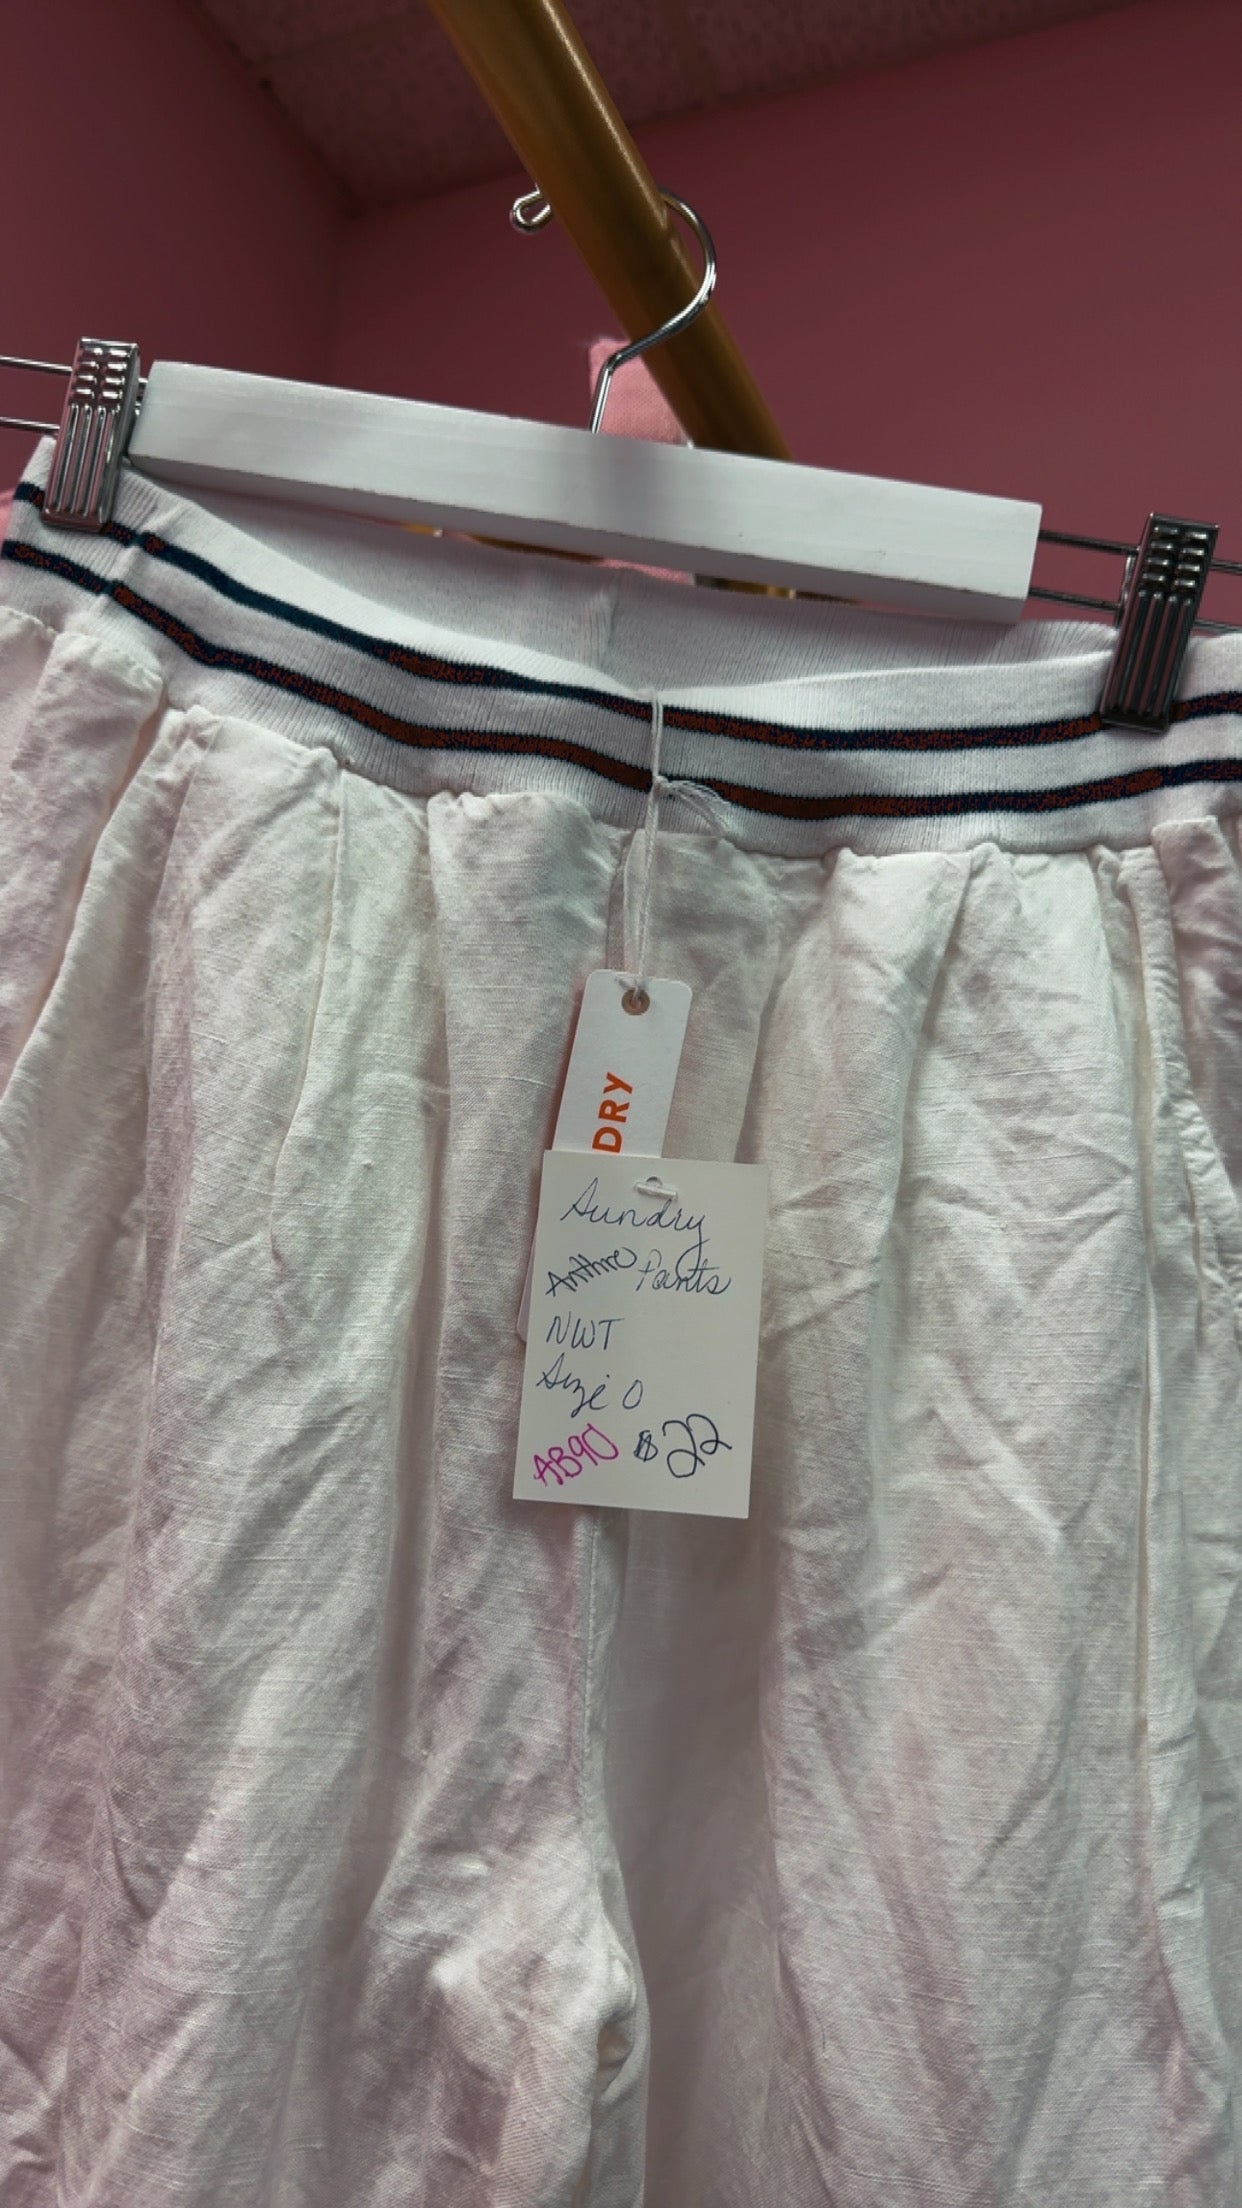 DRY
Sundry
Anthro Pants
NWT
Size 0
AB90 $22